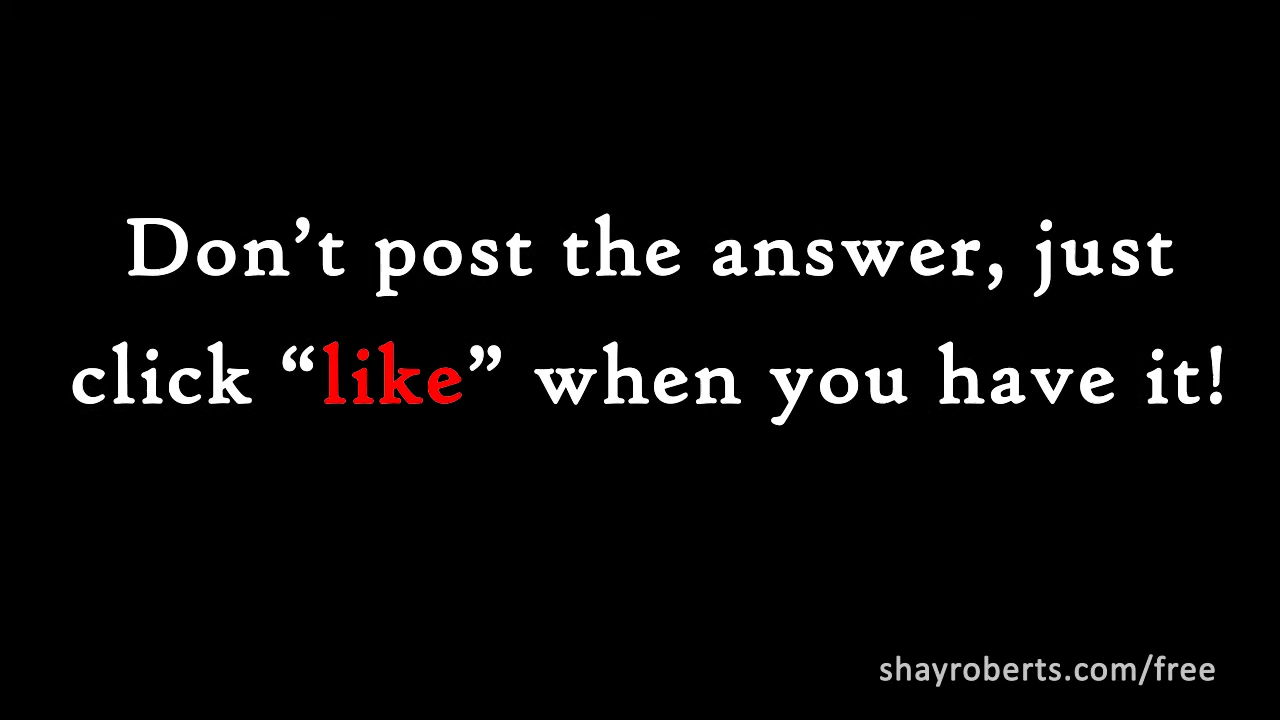 Don’t post the answer, just
click “like” when you have it!
shayroberts.com/free